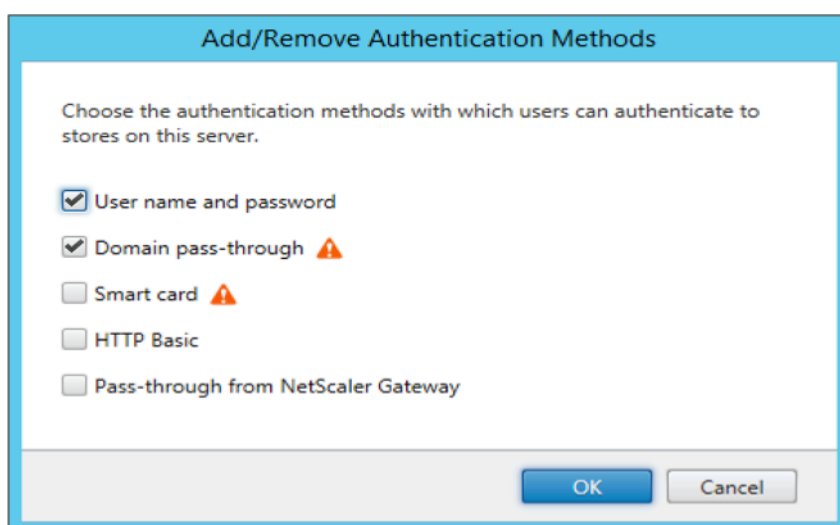 Add/Remove Authentication Methods
Choose the authentication methods with which users can authenticate to
stores on this server.
User name and password
Domain pass-through
Smart card
HTTP Basic
Pass-through from NetScaler Gateway
OK
Cancel